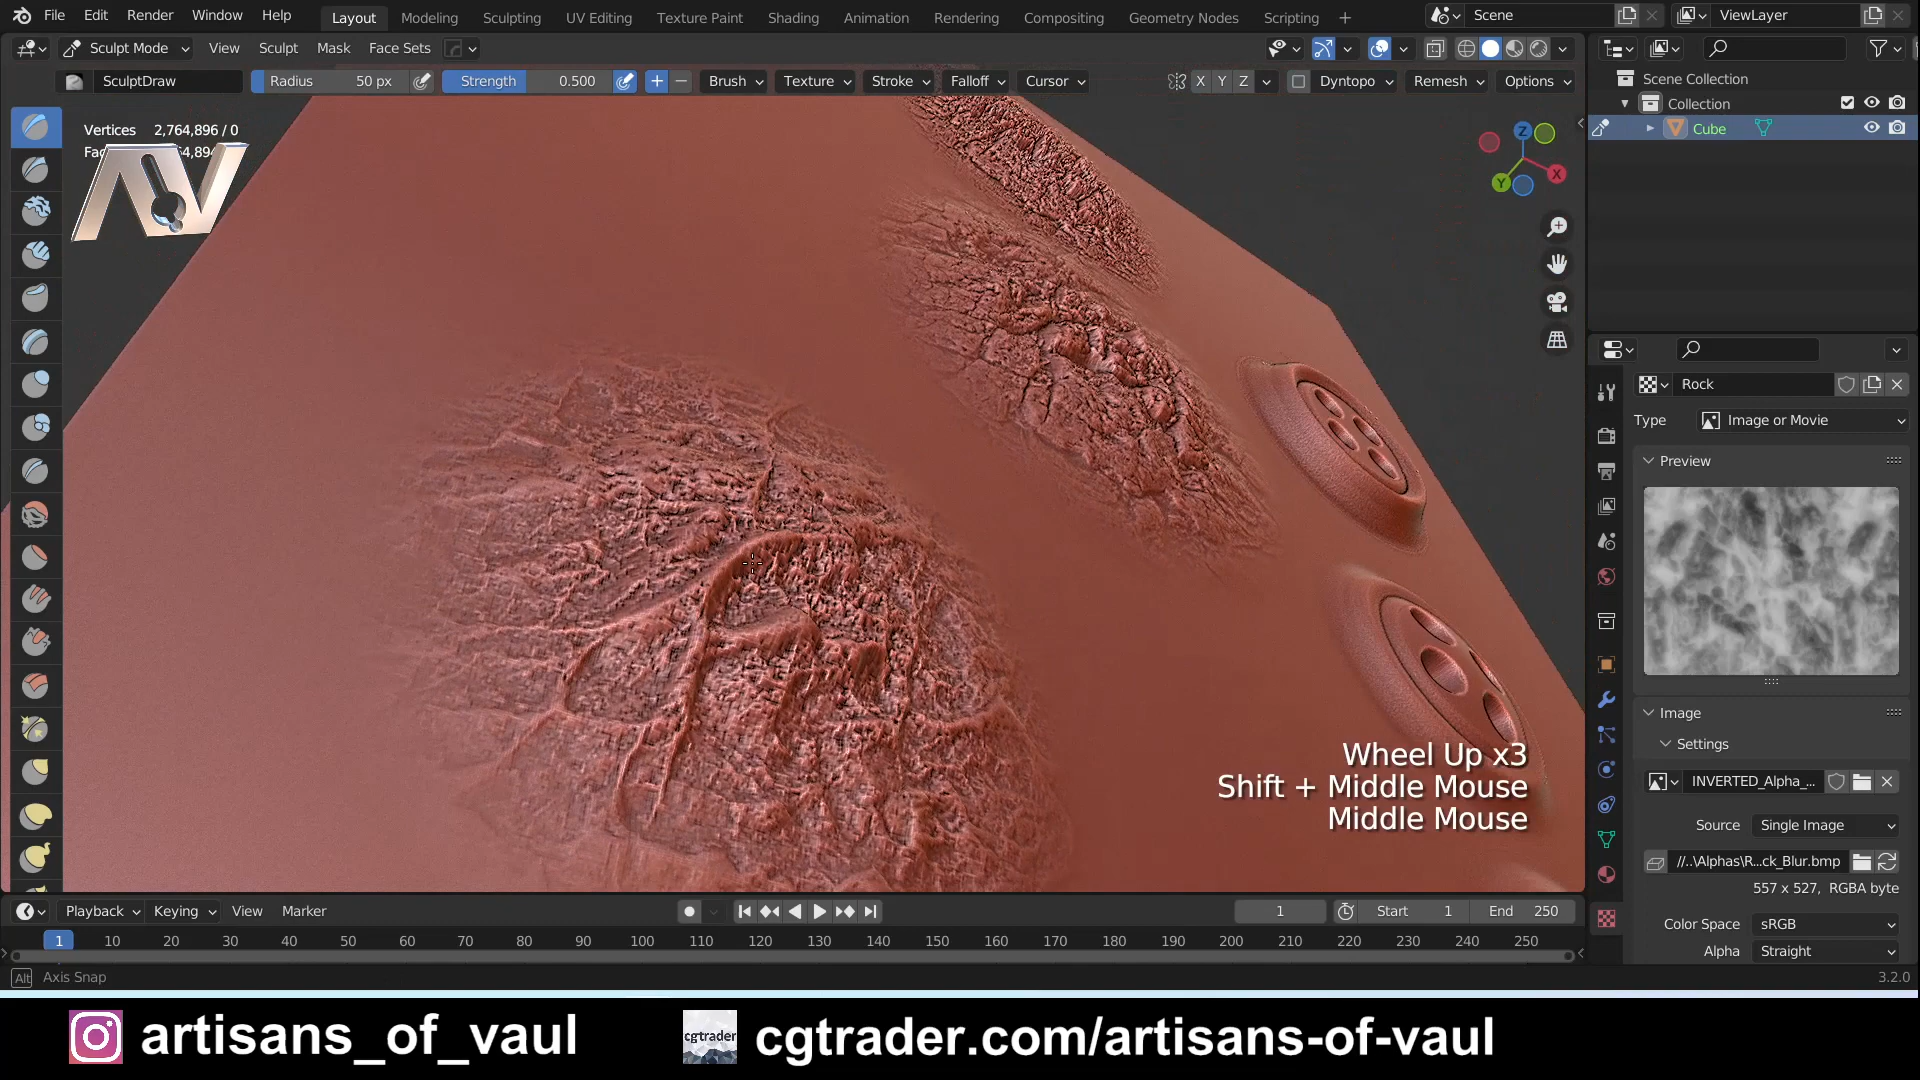 File Edit Render Window Help Layout Modeling Sculpting UV Editing Texture Paint Shading Animation Rendering Compositing Geometry Nodes Scripting + Scene ViewLayer
Sculpt Mode View Sculpt Mask Face Sets
SculptDraw Radius 50 px Strength 0.500 + − Brush Texture Stroke Falloff Cursor X Y Z Dyntopo Remesh Options
Scene Collection
Collection
Cube
Vertices 2,764,896 / 0
Z
X
Y
Rock
Type Image or Movie
Preview
Image
Settings
INVERTED_Alpha_...
Source Single Image
//..\Alphas\R...ck_Blur.bmp
557 x 527, RGBA byte
Color Space sRGB
Alpha Straight
Wheel Up x3
Shift + Middle Mouse
Middle Mouse
Playback Keying View Marker 1 Start 1 End 250
1 10 20 30 40 50 60 70 80 90 100 110 120 130 140 150 160 170 180 190 200 210 220 230 240 250
Alt Axis Snap 3.2.0
artisans_of_vaul cgtrader cgtrader.com/artisans-of-vaul